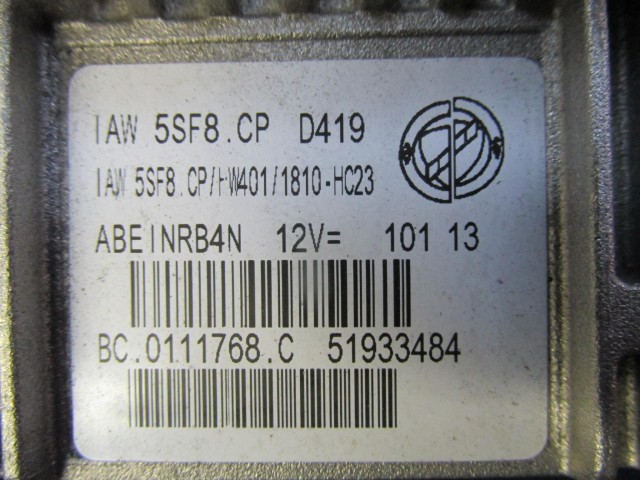 IAW 5SF8.CP D419
IAW 5SF8.CP/HW401/1810-HC23
ABEINRB4N 12V= 101 13
BC.0111768.C 51933484